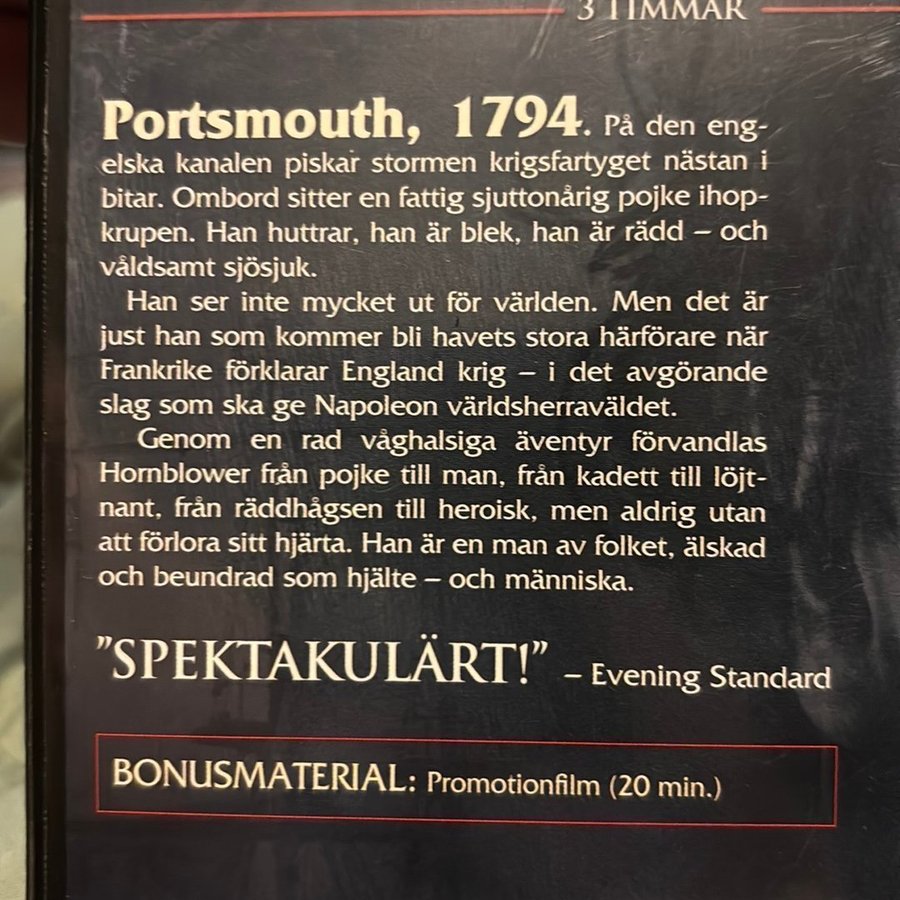 3 TIMMAR
Portsmouth, 1794. På den eng-
elska kanalen piskar stormen krigsfartyget nästan i
bitar. Ombord sitter en fattig sjuttonårig pojke ihop-
krupen. Han huttrar, han är blek, han är rädd – och
våldsamt sjösjuk.
Han ser inte mycket ut för världen. Men det är
just han som kommer bli havets stora härförare när
Frankrike förklarar England krig – i det avgörande
slag som ska ge Napoleon världsherraväldet.
Genom en rad våghalsiga äventyr förvandlas
Hornblower från pojke till man, från kadett till löjt-
nant, från räddhågsen till heroisk, men aldrig utan
att förlora sitt hjärta. Han är en man av folket, älskad
och beundrad som hjälte – och människa.
”SPEKTAKULÄRT!” – Evening Standard
BONUSMATERIAL: Promotionfilm (20 min.)